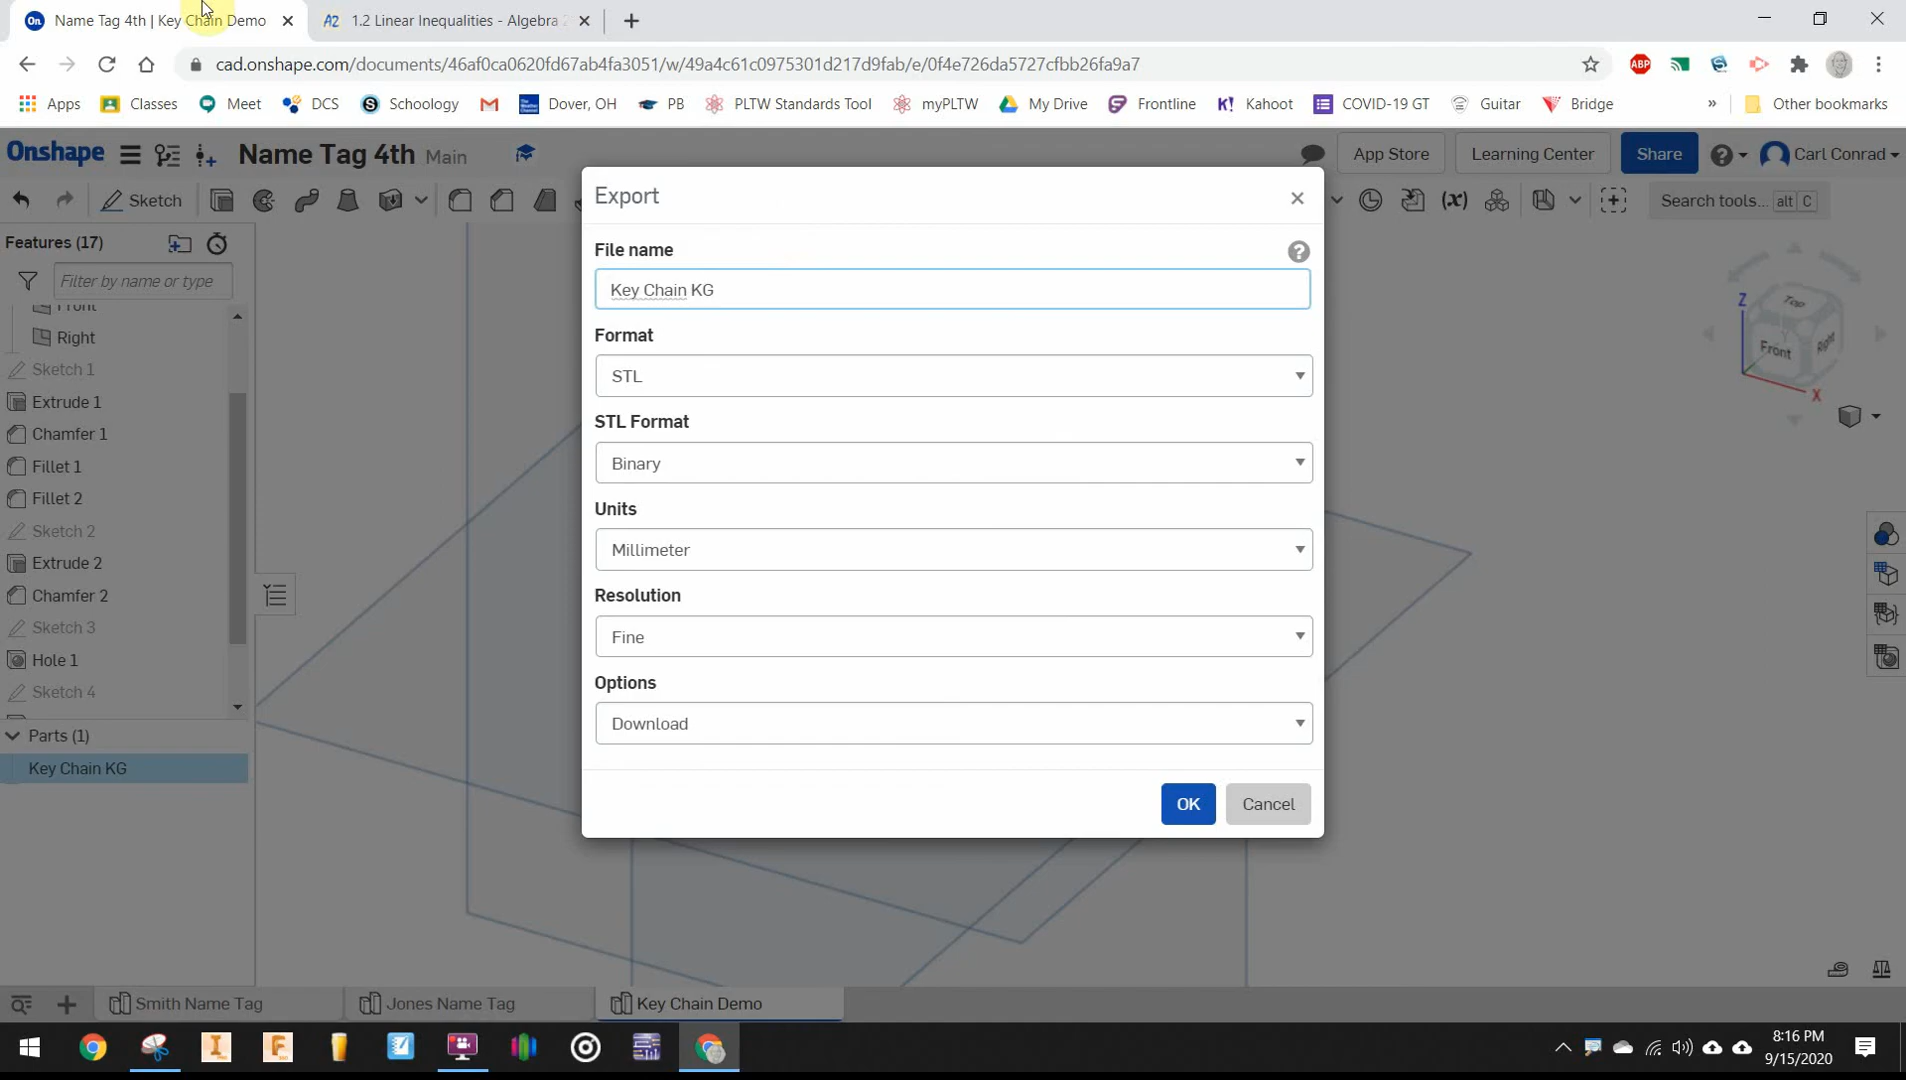 Name Tag 4th | Key Chain Demo
A2 1.2 Linear Inequalities - Algebra 2
cad.onshape.com/documents/46af0ca0620fd67ab4fa3051/w/49a4c61c0975301d217d9fab/e/0f4e726da5727cfbb26fa9a7
ABP
Apps Classes Meet DCS Schoology Dover, OH PB PLTW Standards Tool myPLTW My Drive Frontline K! Kahoot COVID-19 GT Guitar Bridge » Other bookmarks
Onshape Name Tag 4th Main App Store Learning Center Share Carl Conrad
Sketch (x) Search tools... alt C
Export
Features (17)
Filter by name or type
Front
Right
Sketch 1
Extrude 1
Chamfer 1
Fillet 1
Fillet 2
Sketch 2
Extrude 2
Chamfer 2
Sketch 3
Hole 1
Sketch 4
Parts (1)
Key Chain KG
File name
Key Chain KG
Format
STL
STL Format
Binary
Units
Millimeter
Resolution
Fine
Options
Download
OK Cancel
Z
Top
Front
Right
X
Smith Name Tag Jones Name Tag Key Chain Demo
8:16 PM
9/15/2020